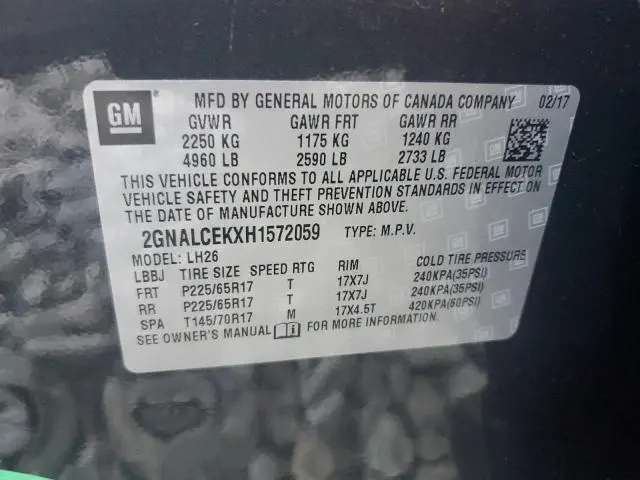 GM MFD BY GENERAL MOTORS OF CANADA COMPANY 02/17
GVWR GAWR FRT GAWR RR
2250 KG 1175 KG 1240 KG
4960 LB 2590 LB 2733 LB
THIS VEHICLE CONFORMS TO ALL APPLICABLE U.S. FEDERAL MOTOR
VEHICLE SAFETY AND THEFT PREVENTION STANDARDS IN EFFECT ON
THE DATE OF MANUFACTURE SHOWN ABOVE.
2GNALCEKXH1572059 TYPE: M.P.V.
MODEL: LH26
LBBJ TIRE SIZE SPEED RTG RIM COLD TIRE PRESSURE
FRT P225/65R17 T 17X7J 240KPA(35PSI)
RR P225/65R17 T 17X7J 240KPA(35PSI)
SPA T145/70R17 M 17X4.5T 420KPA(60PSI)
SEE OWNER'S MANUAL FOR MORE INFORMATION.